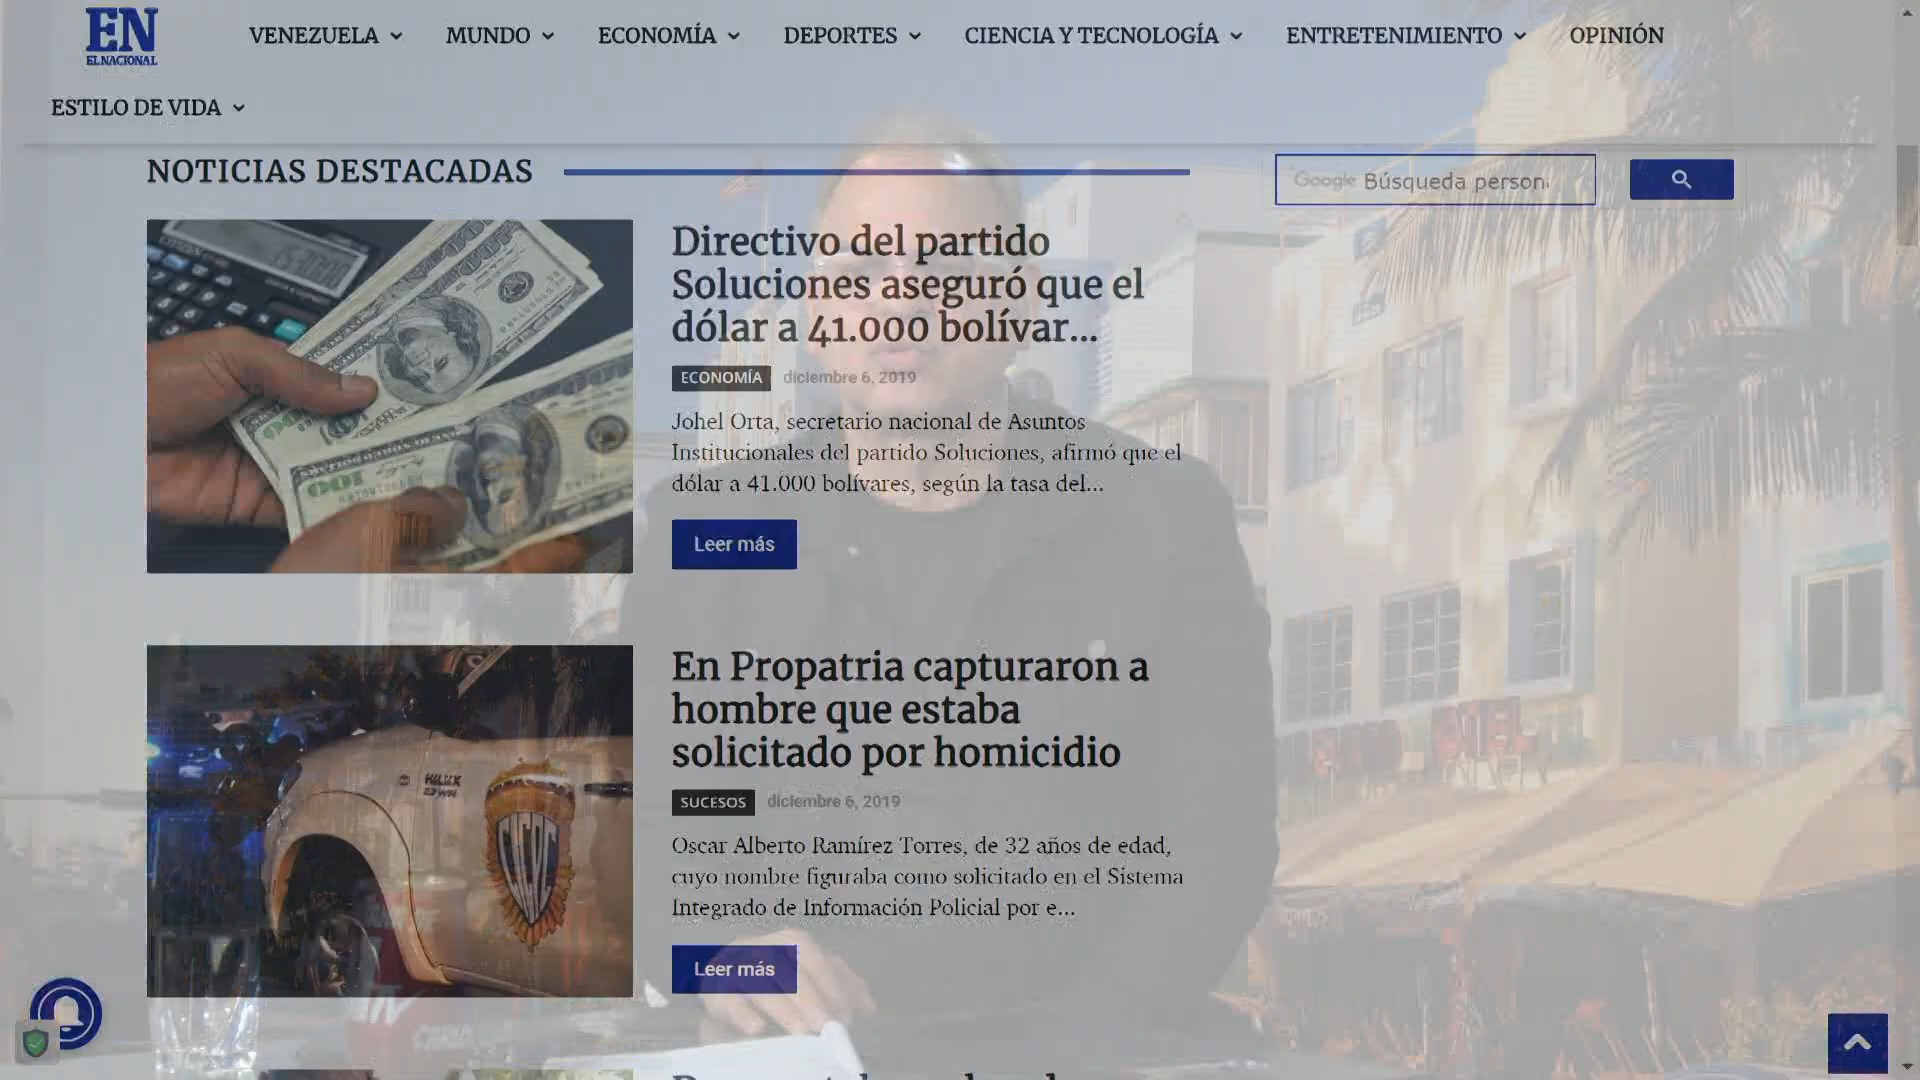 EN
EL NACIONAL
VENEZUELA
MUNDO
ECONOMÍA
DEPORTES
CIENCIA Y TECNOLOGÍA
ENTRETENIMIENTO
OPINIÓN
ESTILO DE VIDA
NOTICIAS DESTACADAS
Google Búsqueda person
Directivo del partido
Soluciones aseguró que el
dólar a 41.000 bolívar...
ECONOMÍA diciembre 6, 2019
Johel Orta, secretario nacional de Asuntos
Institucionales del partido Soluciones, afirmó que el
dólar a 41.000 bolívares, según la tasa del...
Leer más
100
HILUX
CICPC
En Propatria capturaron a
hombre que estaba
solicitado por homicidio
SUCESOS diciembre 6, 2019
Oscar Alberto Ramírez Torres, de 32 años de edad,
cuyo nombre figuraba como solicitado en el Sistema
Integrado de Información Policial por e...
Leer más